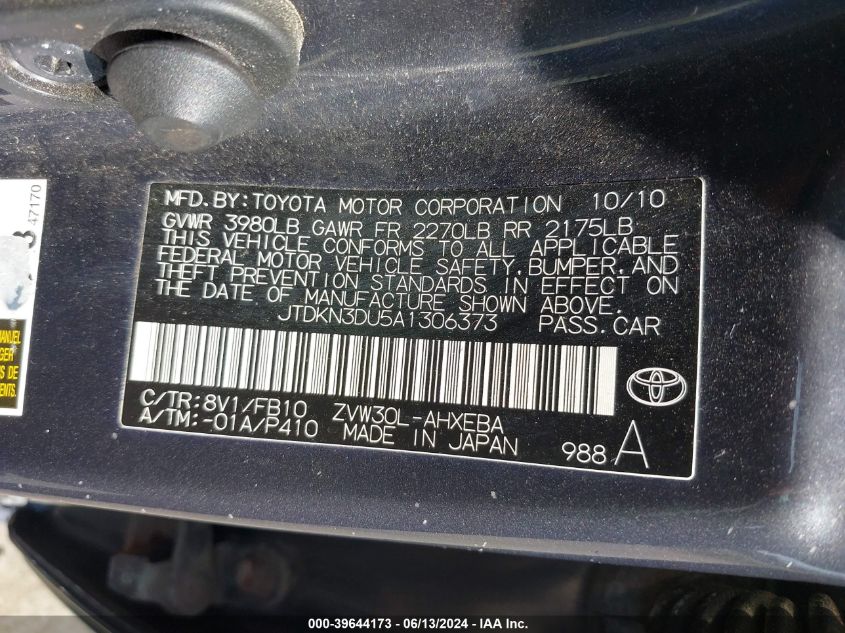 MFD. BY: TOYOTA MOTOR CORPORATION 10/10
GVWR 3980LB GAWR FR 2270LB RR 2175LB
THIS VEHICLE CONFORMS TO ALL APPLICABLE
FEDERAL MOTOR VEHICLE SAFETY, BUMPER, AND
THEFT PREVENTION STANDARDS IN EFFECT ON
THE DATE OF MANUFACTURE SHOWN ABOVE.
JTDKN3DU5A1306373 PASS. CAR
C/TR: 8V1/FB10 ZVW30L-AHXEBA
A/TM: -01A/P410 MADE IN JAPAN
988 A
47170
MANUEL
DE
000-39644173 - 06/13/2024 - IAA Inc.